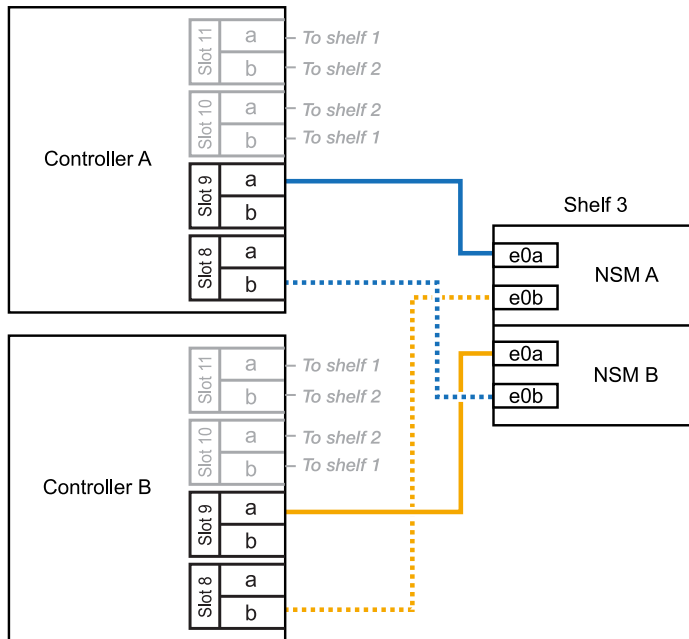 Controller A
Slot 11
a
To shelf 1
b
To shelf 2
Slot 10
a
To shelf 2
b
To shelf 1
Slot 9
a
b
Slot 8
a
b
Shelf 3
NSM A
e0a
e0b
NSM B
e0a
e0b
Controller B
Slot 11
a
To shelf 1
b
To shelf 2
Slot 10
a
To shelf 2
b
To shelf 1
Slot 9
a
b
Slot 8
a
b